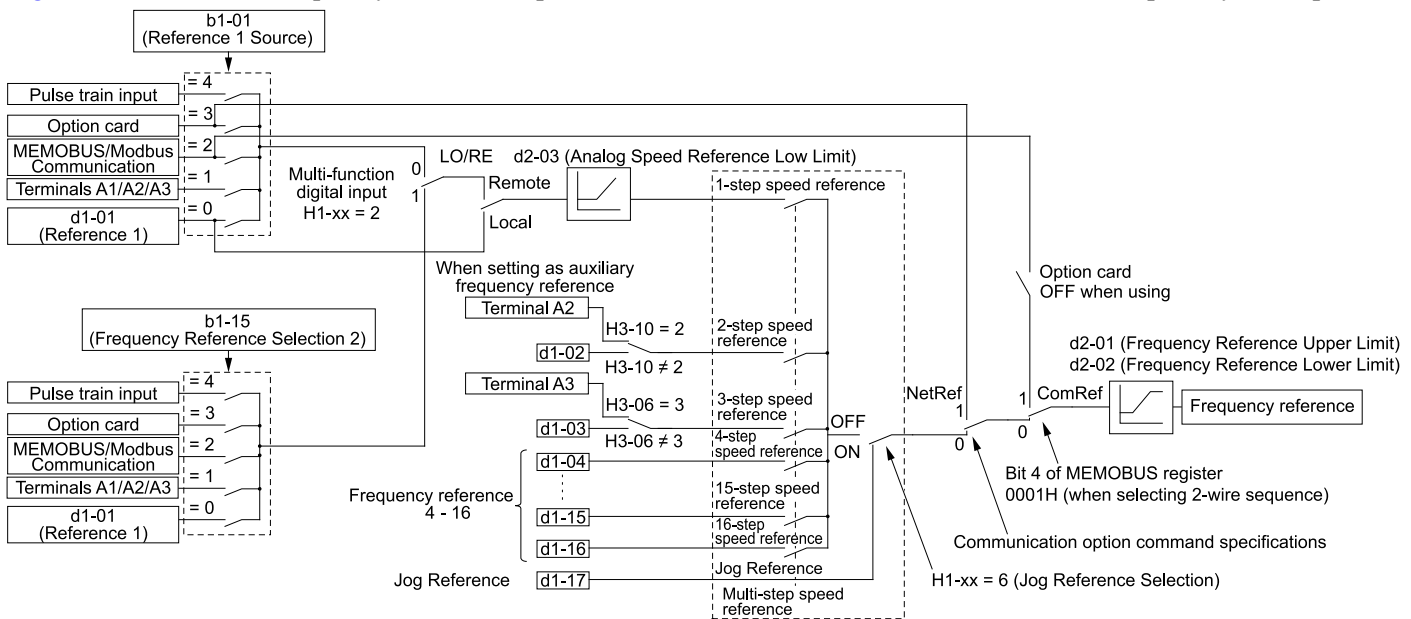 b1-01
(Reference 1 Source)
= 4
Pulse train input
= 3
Option card
= 2
MEMOBUS/Modbus
Communication
= 1
Terminals A1/A2/A3
= 0
d1-01
(Reference 1)
Multi-function
digital input
H1-xx = 2
0
1
LO/RE
Remote
Local
d2-03 (Analog Speed Reference Low Limit)
1-step speed reference
When setting as auxiliary
frequency reference
Terminal A2
H3-10 = 2
d1-02
H3-10 ≠ 2
2-step speed
reference
Terminal A3
H3-06 = 3
d1-03
H3-06 ≠ 3
3-step speed
reference
4-step
speed reference
d1-04
Frequency reference
4 - 16
d1-15
15-step speed
reference
d1-16
16-step
speed reference
Jog Reference
d1-17
Jog Reference
Multi-step speed
reference
OFF
ON
b1-15
(Frequency Reference Selection 2)
= 4
Pulse train input
= 3
Option card
= 2
MEMOBUS/Modbus
Communication
= 1
Terminals A1/A2/A3
= 0
d1-01
(Reference 1)
Option card
OFF when using
d2-01 (Frequency Reference Upper Limit)
d2-02 (Frequency Reference Lower Limit)
NetRef
1
0
ComRef
1
0
Frequency reference
Bit 4 of MEMOBUS register
0001H (when selecting 2-wire sequence)
Communication option command specifications
H1-xx = 6 (Jog Reference Selection)